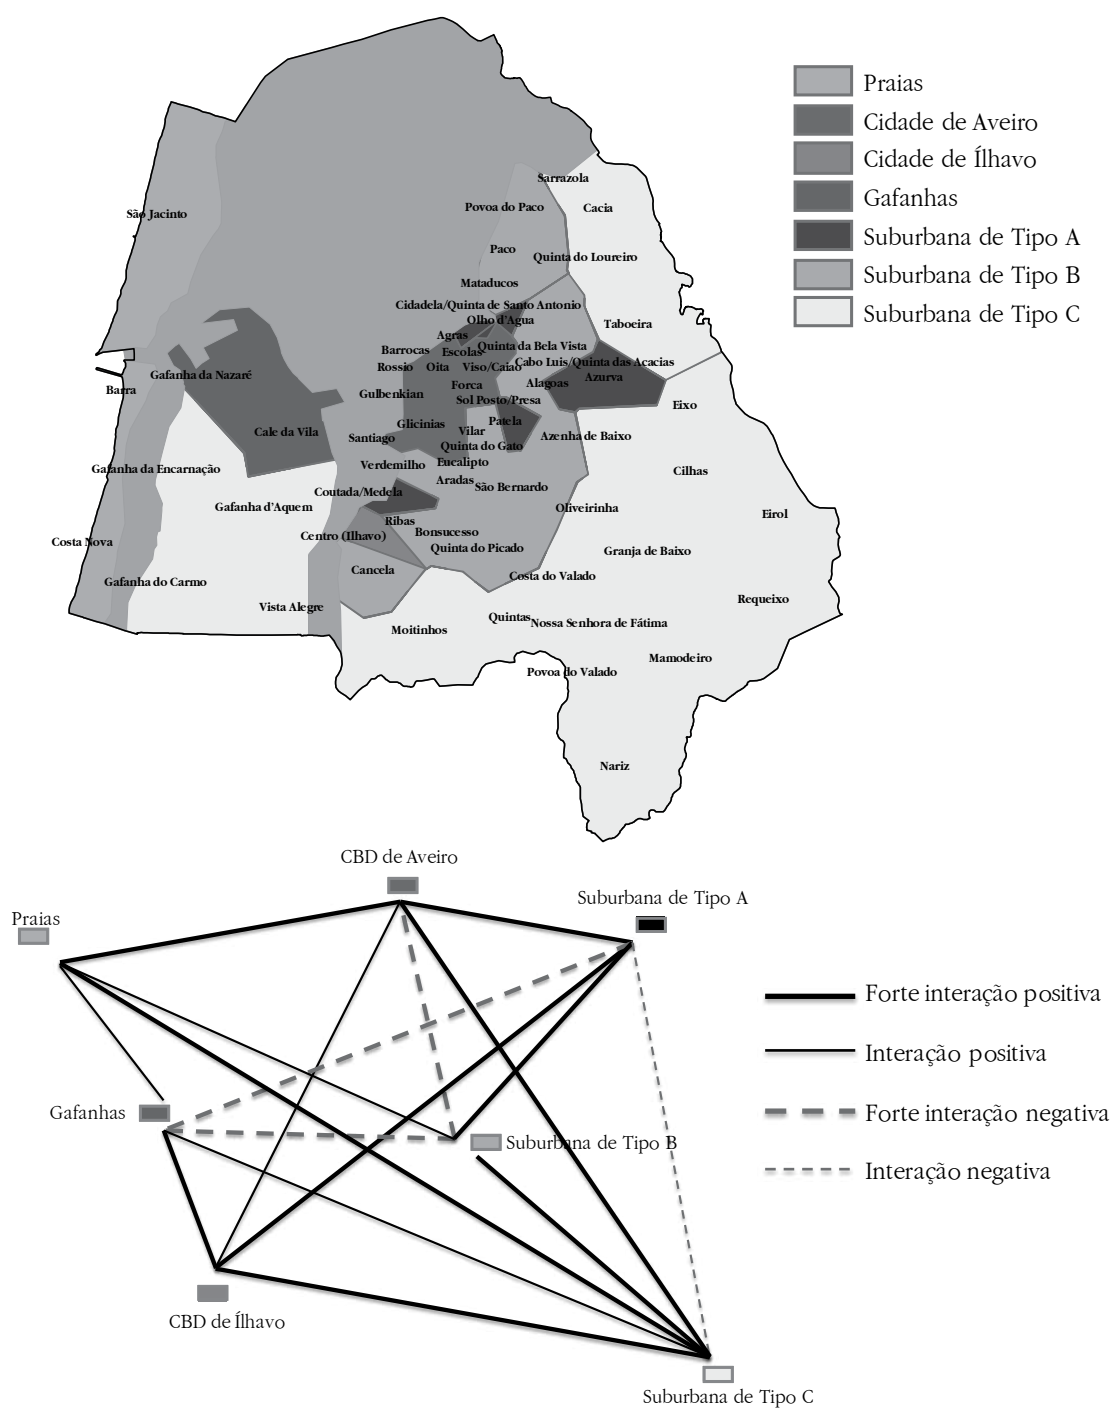 Praias
Cidade de Aveiro
Cidade de Ílhavo
Gafanhas
Suburbana de Tipo A
Suburbana de Tipo B
Suburbana de Tipo C
Sarrazola
Povoa do Paco
Cacia
São Jacinto
Paco
Quinta do Loureiro
Mataducos
Cidadela/Quinta de Santo Antonio
Olho d'Agua
Taboeira
Agras
Barrocas
Escolas
Quinta da Bela Vista
Rossio
Oita
Viso/Caiao
Cabo Luis/Quinta das Acacias
Gafanha da Nazaré
Azurva
Barra
Forca
Alagoas
Gulbenkian
Sol Posto/Presa
Eixo
Glicinias
Patela
Cale da Vila
Vilar
Santiago
Azenha de Baixo
Quinta do Gato
Verdemilho
Eucalipto
Gafanha da Encarnação
Cilhas
Aradas
São Bernardo
Coutada/Medela
Gafanha d'Aquem
Oliveirinha
Eirol
Ribas
Centro (Ilhavo)
Bonsucesso
Costa Nova
Quinta do Picado
Granja de Baixo
Cancela
Costa do Valado
Gafanha do Carmo
Requeixo
Vista Alegre
Quintas
Nossa Senhora de Fátima
Moitinhos
Mamodeiro
Povoa do Valado
Nariz
CBD de Aveiro
Suburbana de Tipo A
Praias
Forte interação positiva
Interação positiva
Gafanhas
Forte interação negativa
Suburbana de Tipo B
Interação negativa
CBD de Ílhavo
Suburbana de Tipo C